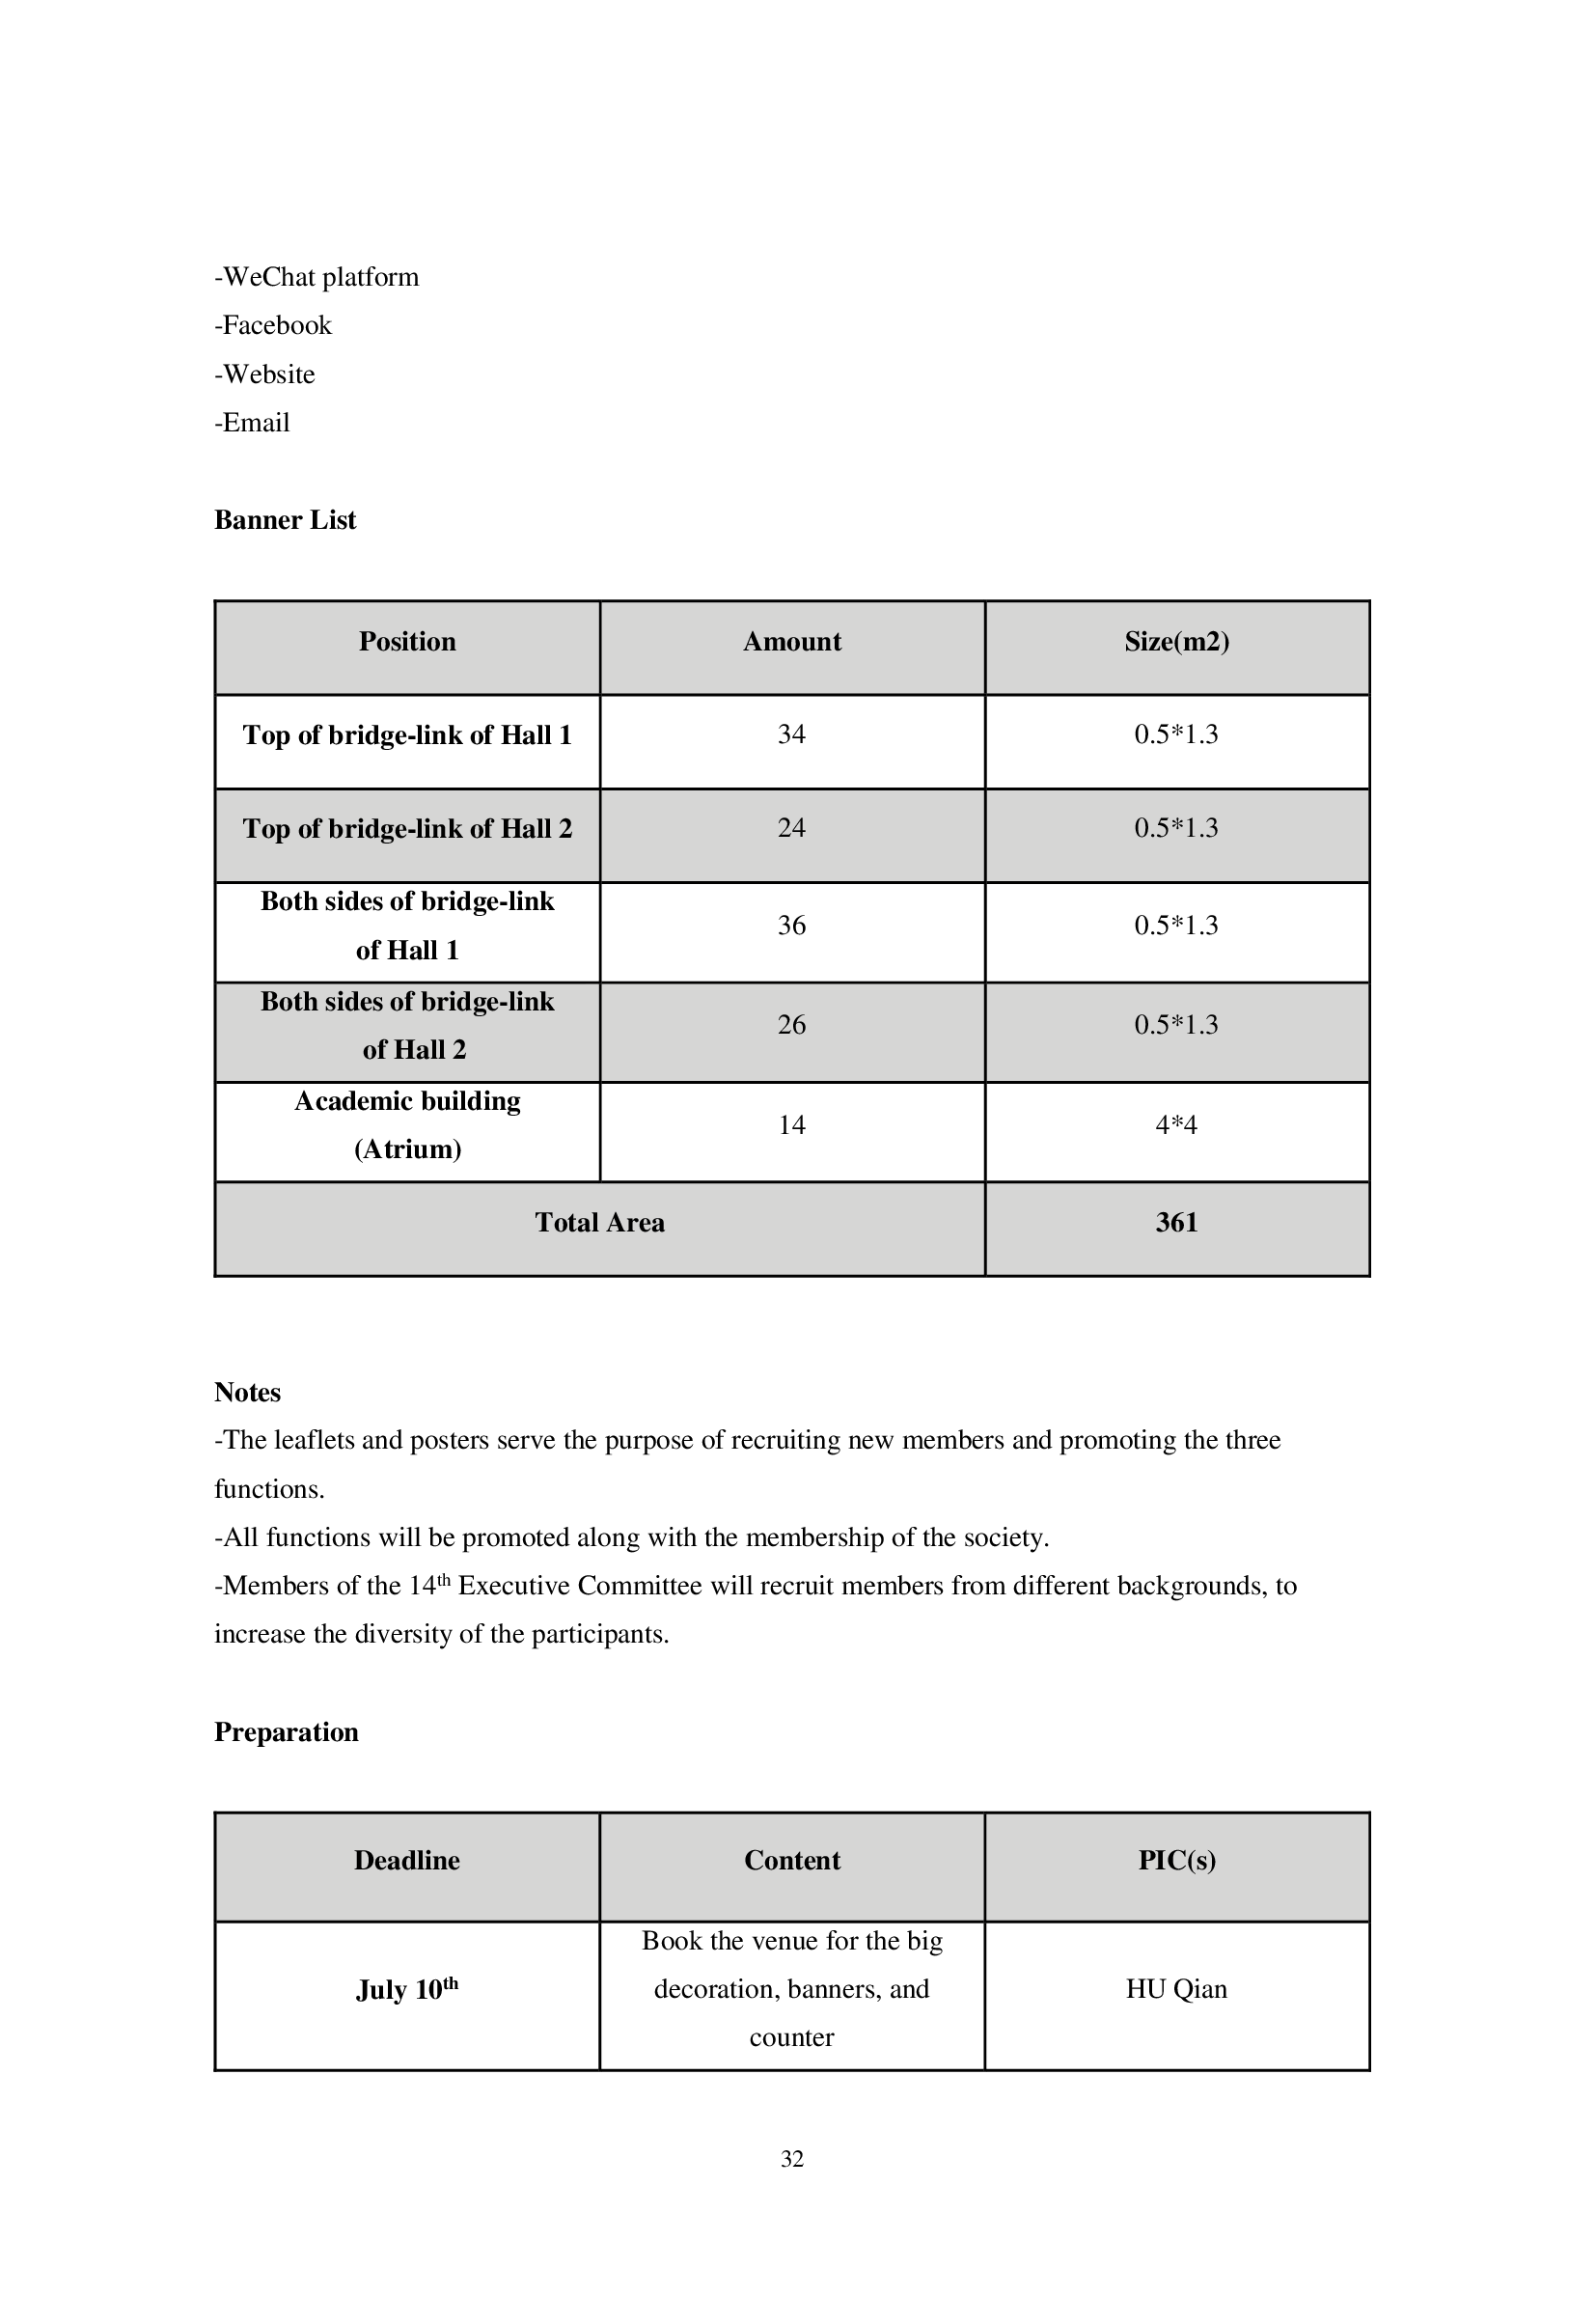 -WeChat platform
-Facebook
-Website
-Email
Banner List
Position Amount Size(m2)
Top of bridge-link of Hall 1 34 0.5*1.3
Top of bridge-link of Hall 2 24 0.5*1.3
Both sides of bridge-link
of Hall 1
36 0.5*1.3
Both sides of bridge-link
of Hall 2
26 0.5*1.3
Academic building
(Atrium)
14 4*4
Total Area 361
Notes
-The leaflets and posters serve the purpose of recruiting new members and promoting the three
functions.
-All functions will be promoted along with the membership of the society.
-Members of the 14th Executive Committee will recruit members from different backgrounds, to
increase the diversity of the participants.
Preparation
Deadline Content PIC(s)
July 10th
Book the venue for the big
decoration, banners, and
counter
HU Qian
32